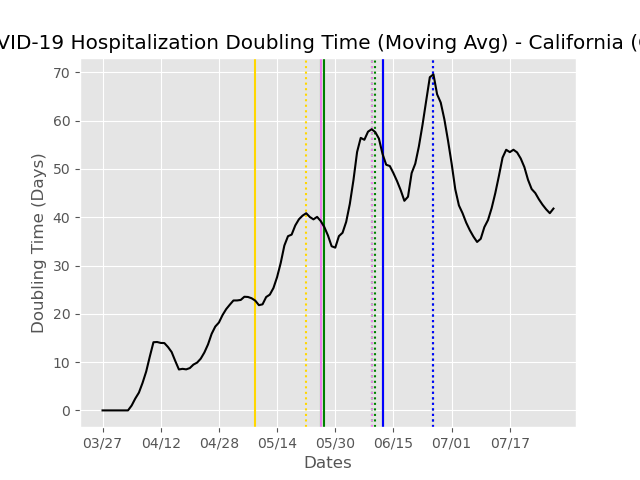 VID-19 Hospitalization Doubling Time (Moving Avg) - California (
70
60
50
40
30
20
10
0
Doubling Time (Days)
03/27 04/12 04/28 05/14 05/30 06/15 07/01 07/17
Dates